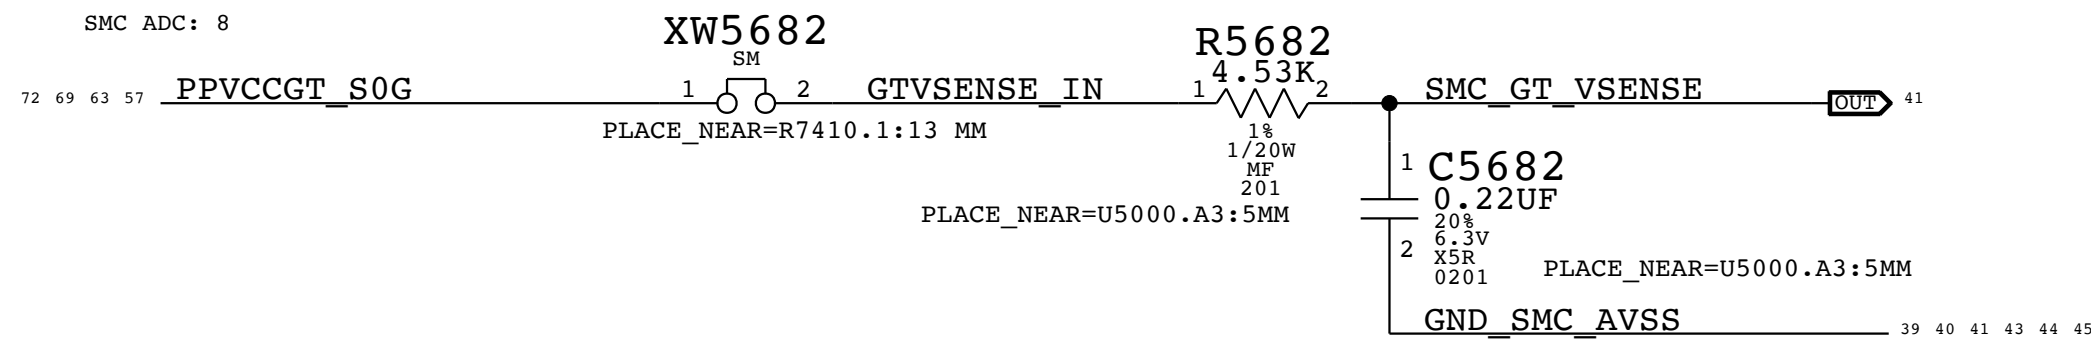 SMC ADC: 8
XW5682
SM
R5682
4.53K
72 69 63 57 PPVCCGT_S0G 1 2 GTVSENSE_IN 1 2 SMC_GT_VSENSE OUT 41
PLACE_NEAR=R7410.1:13 MM
1%
1/20W
MF
201
PLACE_NEAR=U5000.A3:5MM
1 C5682
0.22UF
20%
6.3V
2 X5R
0201
PLACE_NEAR=U5000.A3:5MM
GND_SMC_AVSS 39 40 41 43 44 45